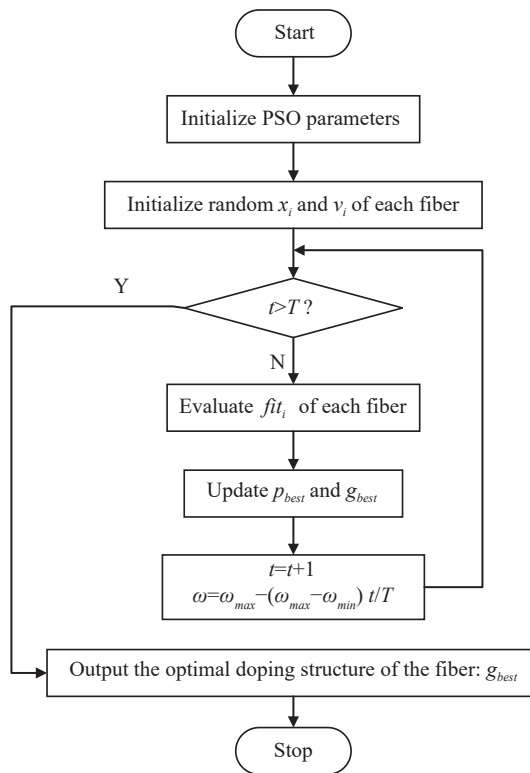 Start
Initialize PSO parameters
Initialize random x_i and v_i of each fiber
Y
t>T ?
N
Evaluate fit_i of each fiber
Update p_best and g_best
t=t+1
ω=ω_max−(ω_max−ω_min) t/T
Output the optimal doping structure of the fiber: g_best
Stop